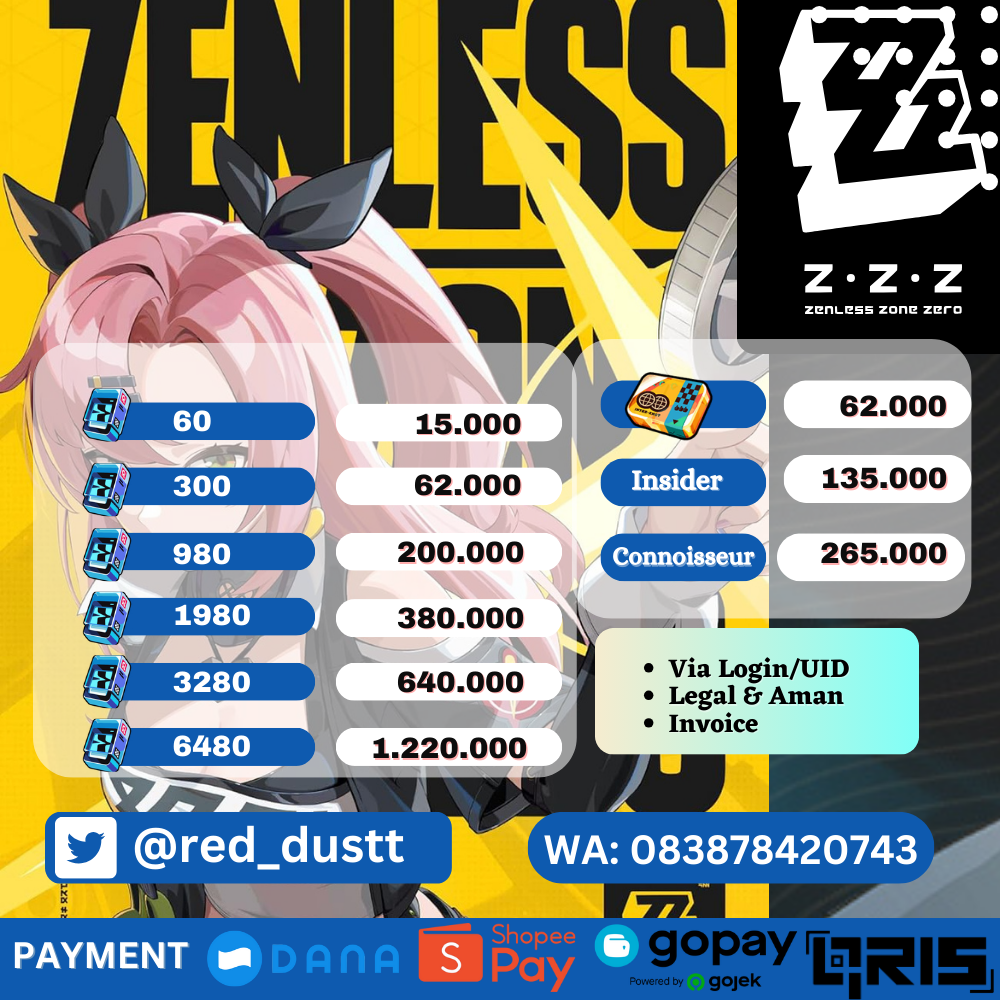 ZENLESS
Z·Z·Z
ZENLESS ZONE ZERO
60 15.000
300 62.000
980 200.000
1980 380.000
3280 640.000
6480 1.220.000
INTER-KNOT
62.000
Insider 135.000
Connoisseur 265.000
• Via Login/UID
• Legal & Aman
• Invoice
@red_dustt
WA: 083878420743
PAYMENT
DANA
S Shopee
Pay
gopay
Powered by gojek
QRIS